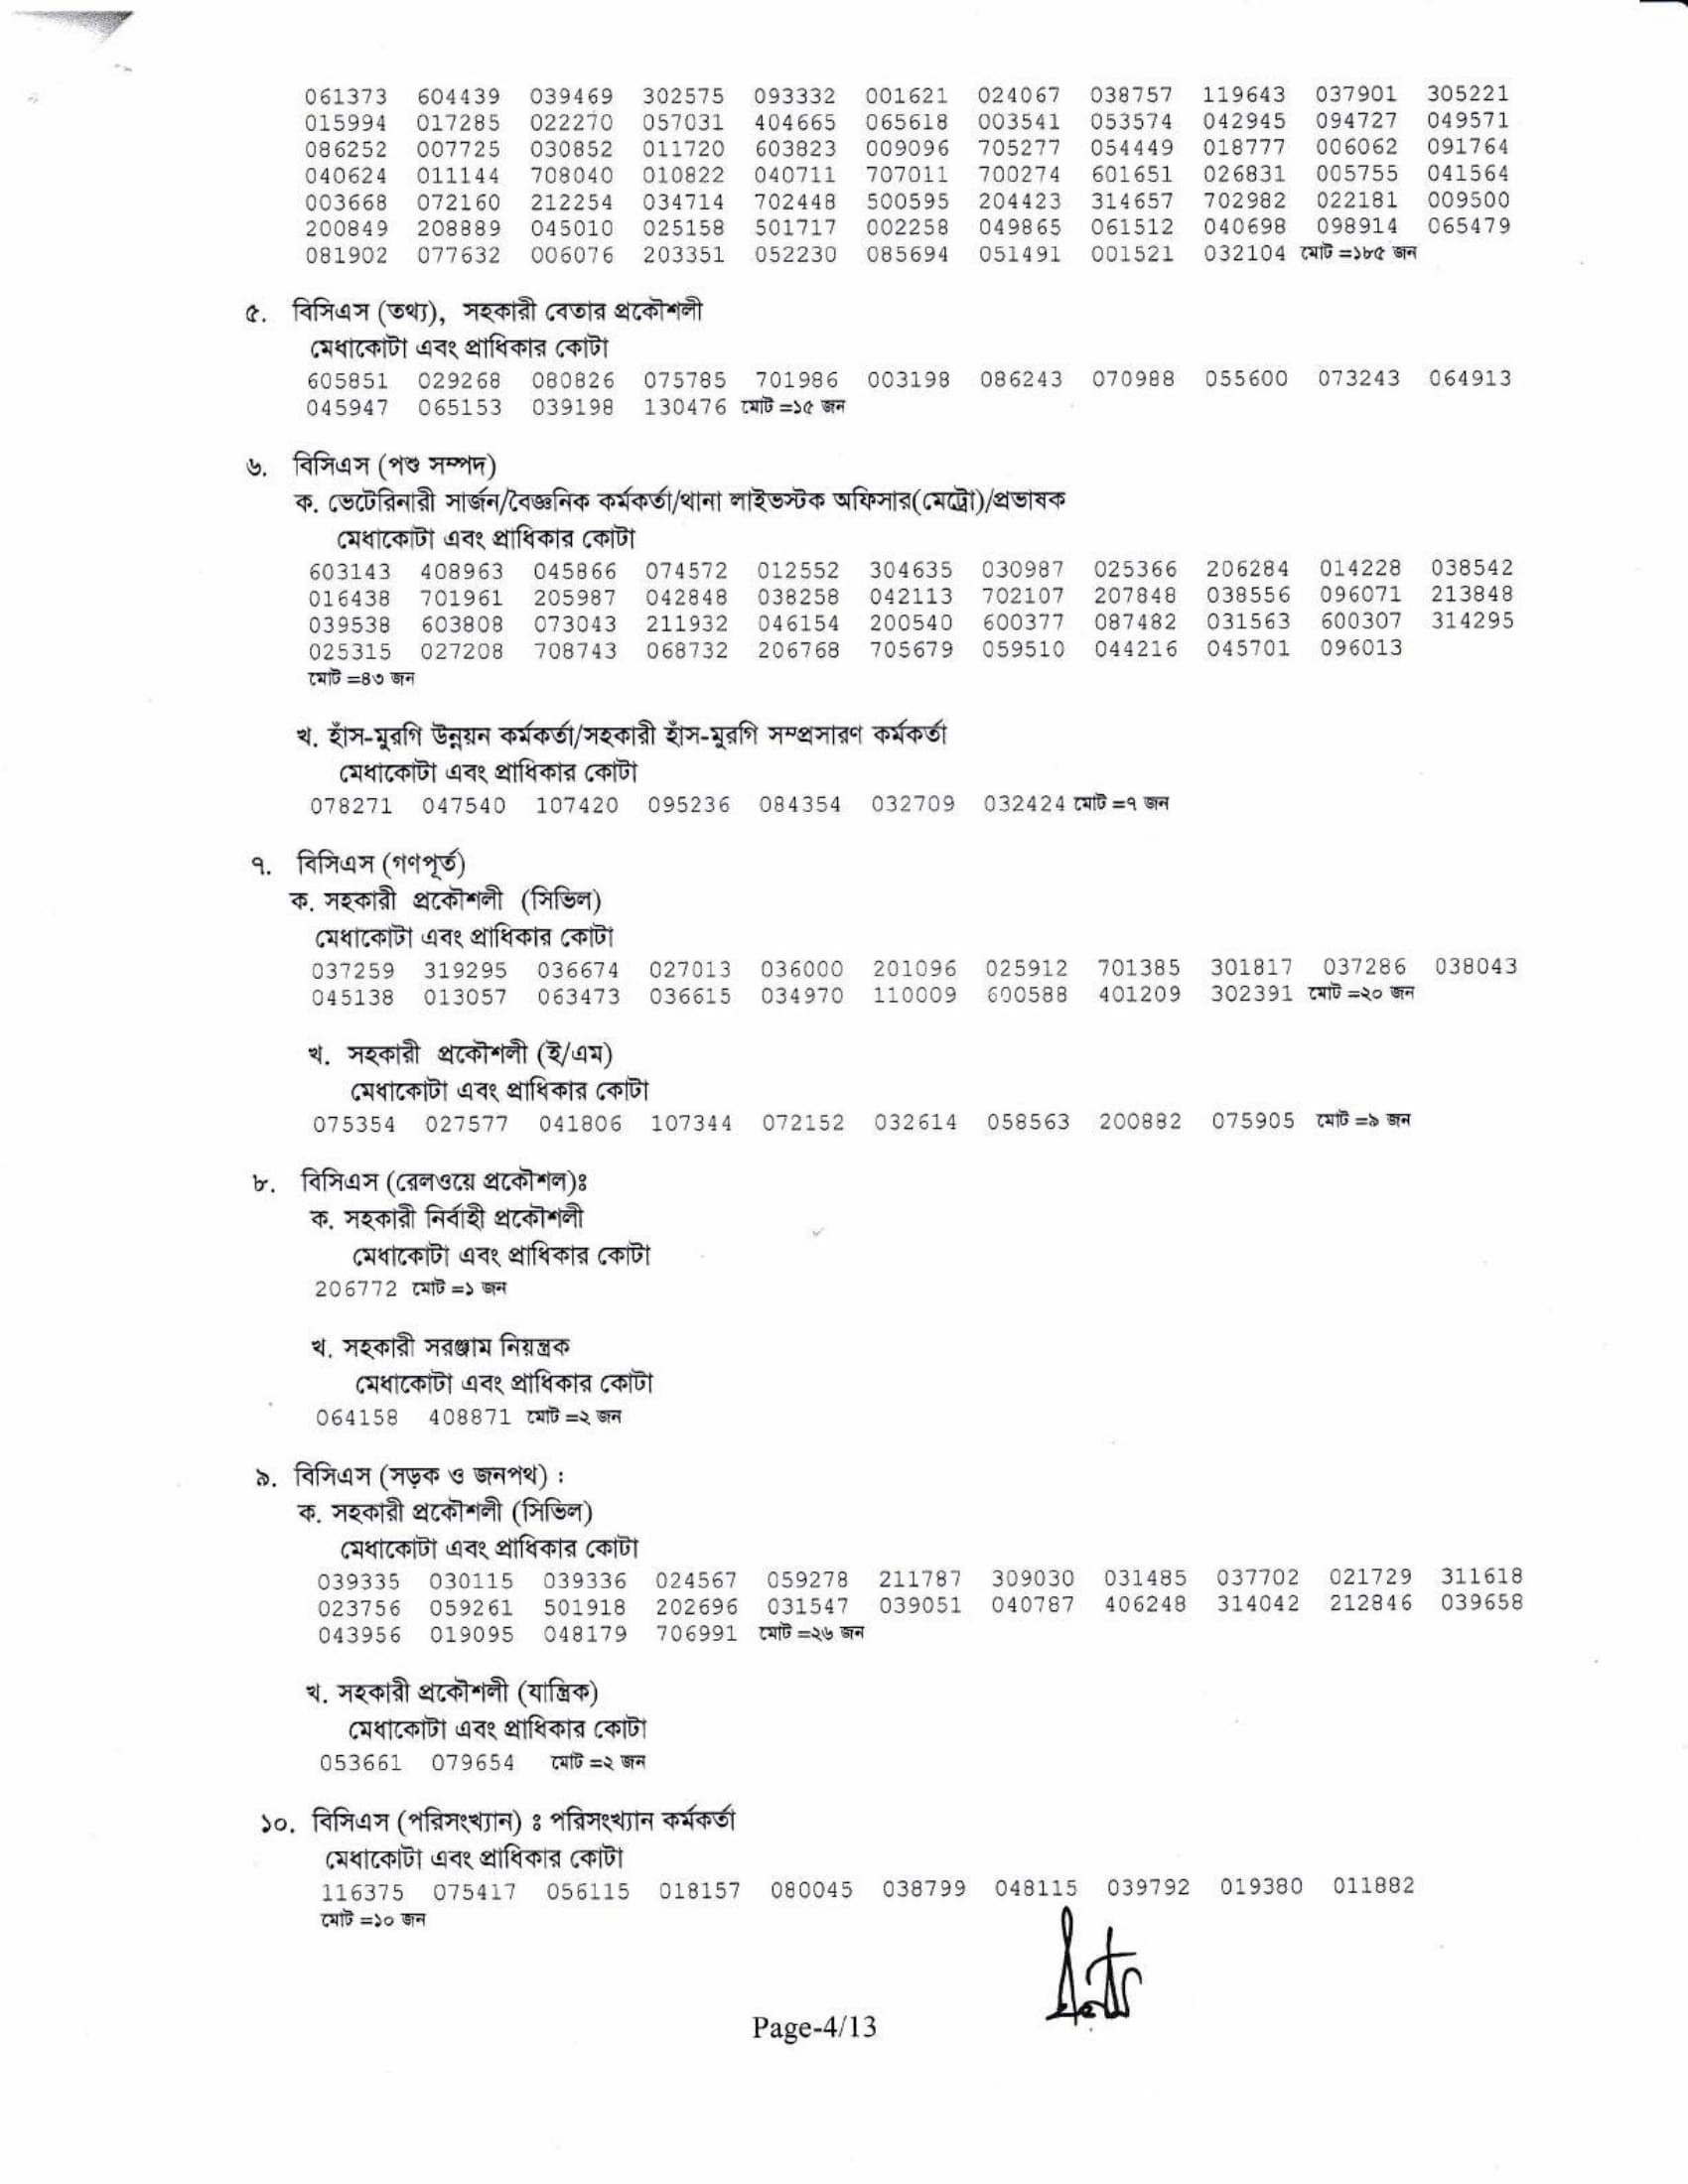 061373 604439 039469 302575 093332 001621 024067 038757 119643 037901 305221
015994 017285 022270 057031 404665 065618 003541 053574 042945 094727 049571
086252 007725 030852 011720 603823 009096 705277 054449 018777 006062 091764
040624 011144 708040 010822 040711 707011 700274 601651 026831 005755 041564
003668 072160 212254 034714 702448 500595 204423 314657 702982 022181 009500
200849 208889 045010 025158 501717 002258 049865 061512 040698 098914 065479
081902 077632 006076 203351 052230 085694 051491 001521 032104 মোট =১৮৫ জন
৫. বিসিএস (তথ্য), সহকারী বেতার প্রকৌশলী
মেধাকোটা এবং প্রাধিকার কোটা
605851 029268 080826 075785 701986 003198 086243 070988 055600 073243 064913
045947 065153 039198 130476 মোট =১৫ জন
৬. বিসিএস (পশু সম্পদ)
ক. ভেটেরিনারী সার্জন/বৈজ্ঞনিক কর্মকর্তা/থানা লাইভস্টক অফিসার(মেট্রো)/প্রভাষক
মেধাকোটা এবং প্রাধিকার কোটা
603143 408963 045866 074572 012552 304635 030987 025366 206284 014228 038542
016438 701961 205987 042848 038258 042113 702107 207848 038556 096071 213848
039538 603808 073043 211932 046154 200540 600377 087482 031563 600307 314295
025315 027208 708743 068732 206768 705679 059510 044216 045701 096013
মোট =৪৩ জন
খ. হাঁস-মুরগি উন্নয়ন কর্মকর্তা/সহকারী হাঁস-মুরগি সম্প্রসারণ কর্মকর্তা
মেধাকোটা এবং প্রাধিকার কোটা
078271 047540 107420 095236 084354 032709 032424 মোট =৭ জন
৭. বিসিএস (গণপূর্ত)
ক. সহকারী প্রকৌশলী (সিভিল)
মেধাকোটা এবং প্রাধিকার কোটা
037259 319295 036674 027013 036000 201096 025912 701385 301817 037286 038043
045138 013057 063473 036615 034970 110009 600588 401209 302391 মোট =২০ জন
খ. সহকারী প্রকৌশলী (ই/এম)
মেধাকোটা এবং প্রাধিকার কোটা
075354 027577 041806 107344 072152 032614 058563 200882 075905 মোট =৯ জন
৮. বিসিএস (রেলওয়ে প্রকৌশল)ঃ
ক. সহকারী নির্বাহী প্রকৌশলী
মেধাকোটা এবং প্রাধিকার কোটা
206772 মোট =১ জন
খ. সহকারী সরঞ্জাম নিয়ন্ত্রক
মেধাকোটা এবং প্রাধিকার কোটা
064158 408871 মোট =২ জন
৯. বিসিএস (সড়ক ও জনপথ) :
ক. সহকারী প্রকৌশলী (সিভিল)
মেধাকোটা এবং প্রাধিকার কোটা
039335 030115 039336 024567 059278 211787 309030 031485 037702 021729 311618
023756 059261 501918 202696 031547 039051 040787 406248 314042 212846 039658
043956 019095 048179 706991 মোট =২৬ জন
খ. সহকারী প্রকৌশলী (যান্ত্রিক)
মেধাকোটা এবং প্রাধিকার কোটা
053661 079654 মোট =২ জন
১০. বিসিএস (পরিসংখ্যান) ঃ পরিসংখ্যান কর্মকর্তা
মেধাকোটা এবং প্রাধিকার কোটা
116375 075417 056115 018157 080045 038799 048115 039792 019380 011882
মোট =১০ জন
Page-4/13